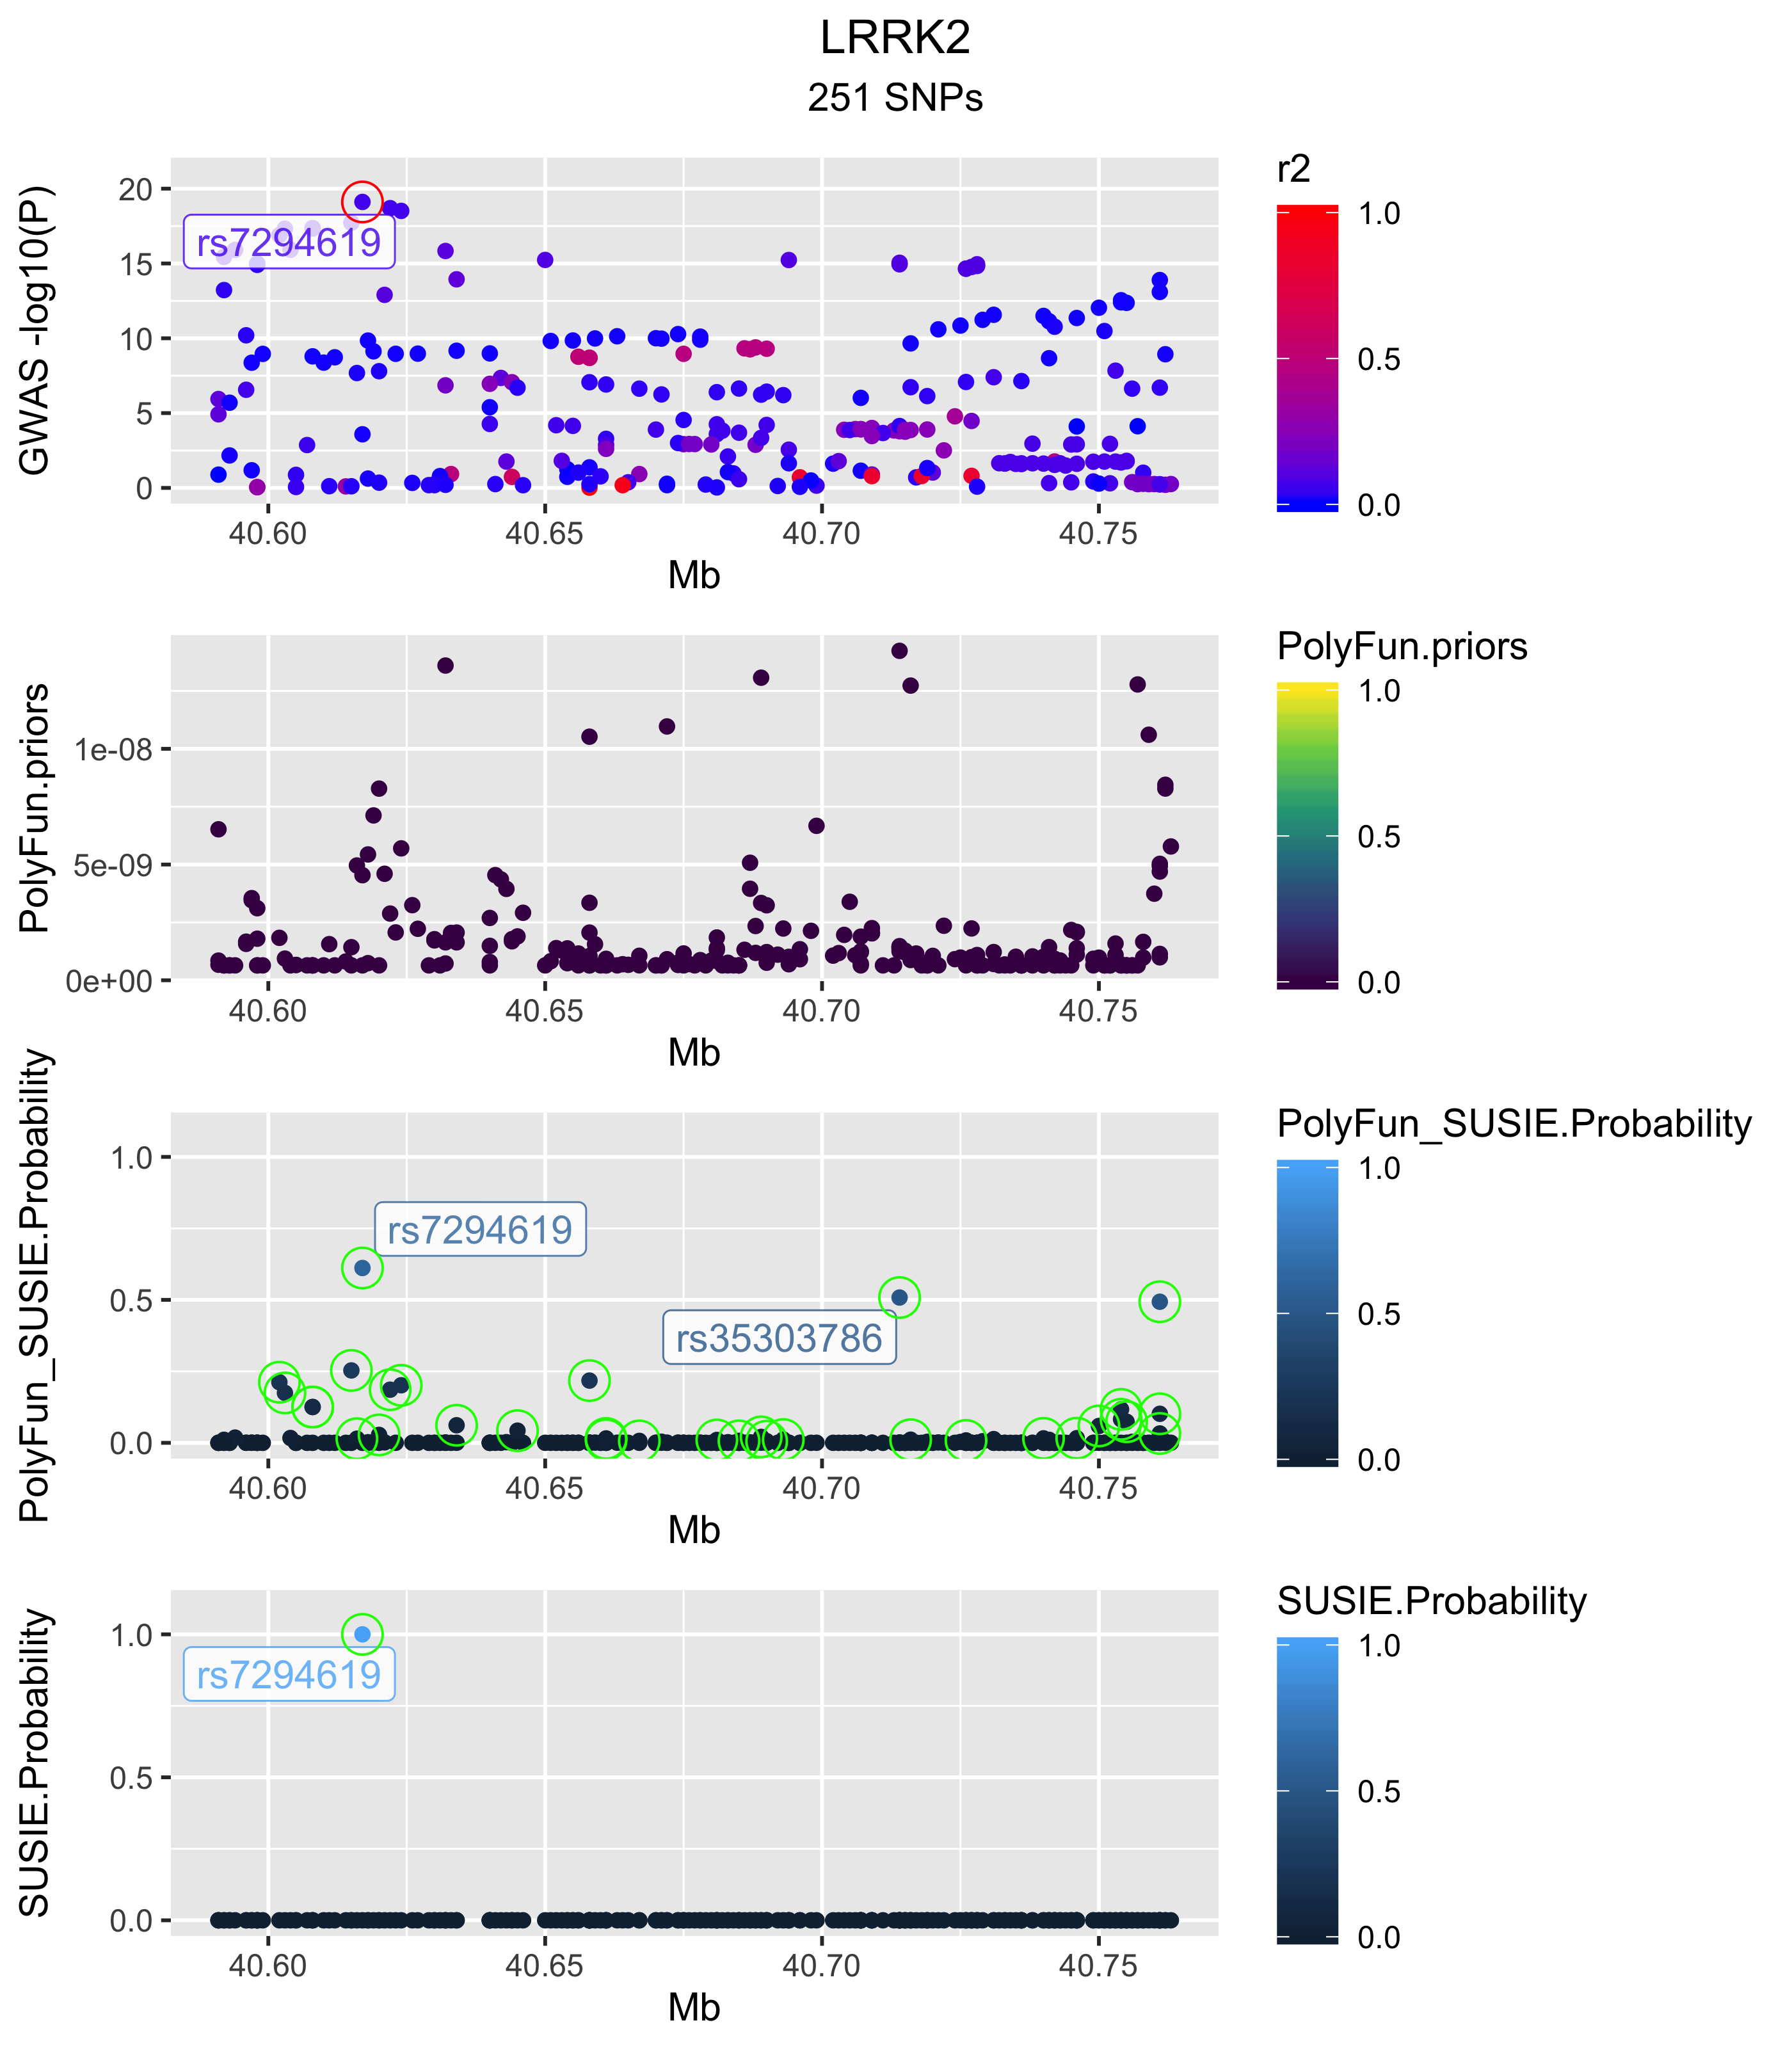 LRRK2
251 SNPs
GWAS -log10(P)
20
15
10
5
0
rs7294619
40.60
40.65
40.70
40.75
Mb
r2
1.0
0.5
0.0
PolyFun.priors
1e-08
5e-09
0e+00
40.60
40.65
40.70
40.75
Mb
PolyFun.priors
1.0
0.5
0.0
PolyFun_SUSIE.Probability
1.0
0.5
0.0
rs7294619
rs35303786
40.60
40.65
40.70
40.75
Mb
PolyFun_SUSIE.Probability
1.0
0.5
0.0
SUSIE.Probability
1.0
0.5
0.0
rs7294619
40.60
40.65
40.70
40.75
Mb
SUSIE.Probability
1.0
0.5
0.0